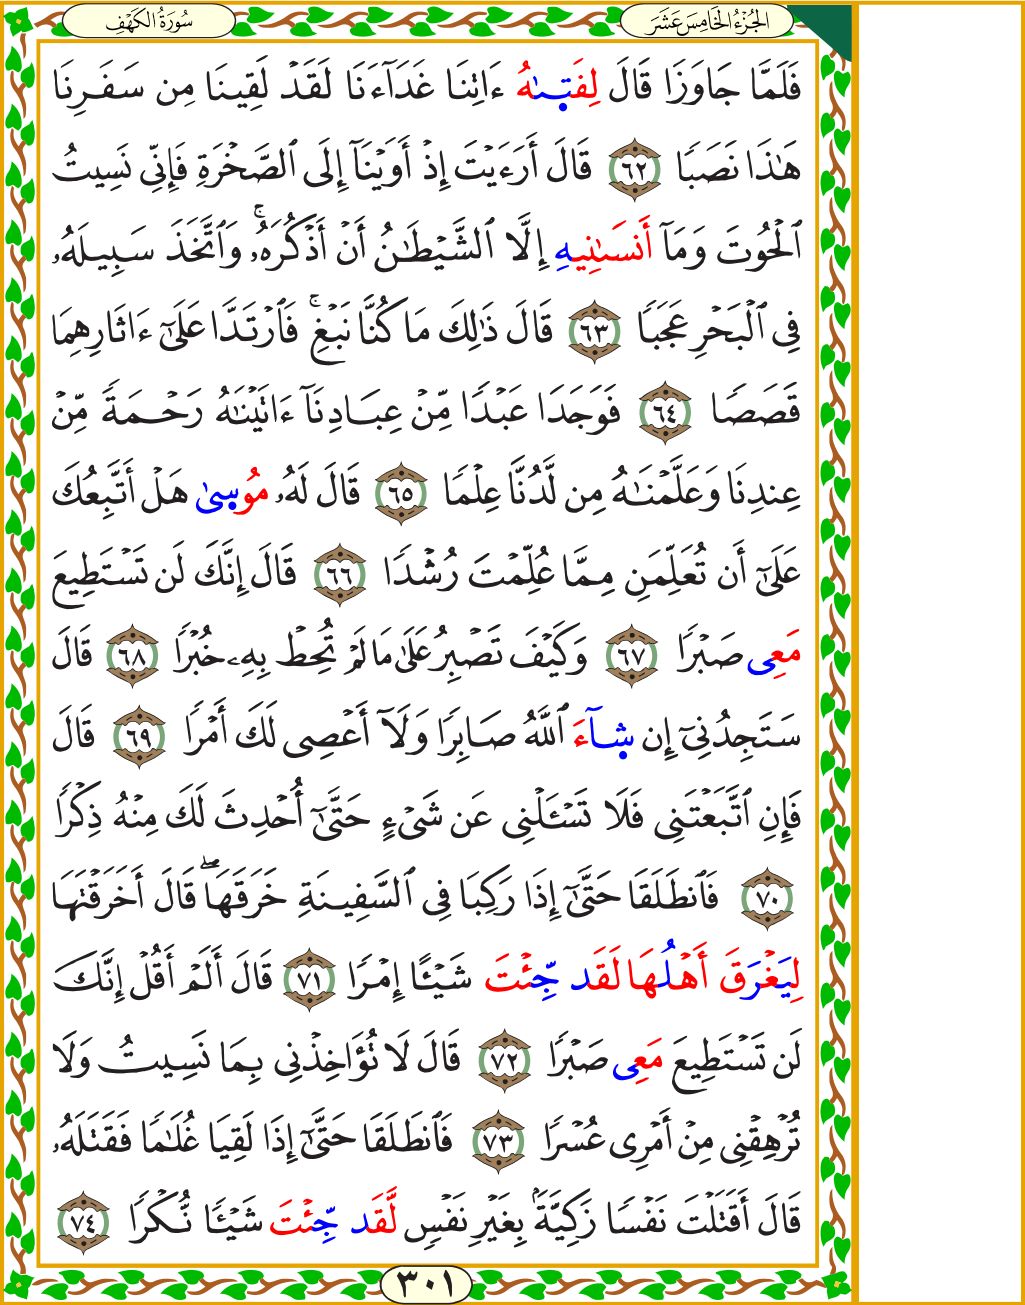 الجُزْءُ الخَامِسَ عَشَرَ
سُورَةُ الكَهْفِ
فَلَمَّا جَاوَزَا قَالَ لِفَتىٰهُ ءَاتِنَا غَدَآءَنَا لَقَدْ لَقِينَا مِن سَفَرِنَا
هَٰذَا نَصَبٗا ٦٢ قَالَ أَرَءَيْتَ إِذْ أَوَيْنَآ إِلَى ٱلصَّخْرَةِ فَإِنِّي نَسِيتُ
ٱلْحُوتَ وَمَآ أَنسَىٰنِيهِ إِلَّا ٱلشَّيْطَٰنُ أَنْ أَذْكُرَهُۥۚ وَٱتَّخَذَ سَبِيلَهُۥ
فِي ٱلْبَحْرِ عَجَبٗا ٦٣ قَالَ ذَٰلِكَ مَا كُنَّا نَبْغِۚ فَٱرْتَدَّا عَلَىٰٓ ءَاثَارِهِمَا
قَصَصٗا ٦٤ فَوَجَدَا عَبْدٗا مِّنْ عِبَادِنَآ ءَاتَيْنَٰهُ رَحْمَةٗ مِّنْ
عِندِنَا وَعَلَّمْنَٰهُ مِن لَّدُنَّا عِلْمٗا ٦٥ قَالَ لَهُۥ مُوسىٰ هَلْ أَتَّبِعُكَ
عَلَىٰٓ أَن تُعَلِّمَنِ مِمَّا عُلِّمْتَ رُشْدٗا ٦٦ قَالَ إِنَّكَ لَن تَسْتَطِيعَ
مَعِي صَبْرٗا ٦٧ وَكَيْفَ تَصْبِرُ عَلَىٰ مَا لَمْ تُحِطْ بِهِۦ خُبْرٗا ٦٨ قَالَ
سَتَجِدُنِيٓ إِن شَآءَ ٱللَّهُ صَابِرٗا وَلَآ أَعْصِي لَكَ أَمْرٗا ٦٩ قَالَ
فَإِنِ ٱتَّبَعْتَنِي فَلَا تَسْـَٔلْنِي عَن شَيْءٍ حَتَّىٰٓ أُحْدِثَ لَكَ مِنْهُ ذِكْرٗا
٧٠ فَٱنطَلَقَا حَتَّىٰٓ إِذَا رَكِبَا فِي ٱلسَّفِينَةِ خَرَقَهَاۖ قَالَ أَخَرَقْتَهَا
لِيَغْرَقَ أَهْلُهَا لَقَد جِّئْتَ شَيْـًٔا إِمْرٗا ٧١ قَالَ أَلَمْ أَقُلْ إِنَّكَ
لَن تَسْتَطِيعَ مَعِي صَبْرٗا ٧٢ قَالَ لَا تُؤَاخِذْنِي بِمَا نَسِيتُ وَلَا
تُرْهِقْنِي مِنْ أَمْرِي عُسْرٗا ٧٣ فَٱنطَلَقَا حَتَّىٰٓ إِذَا لَقِيَا غُلَٰمٗا فَقَتَلَهُۥ
قَالَ أَقَتَلْتَ نَفْسٗا زَكِيَّةَۢ بِغَيْرِ نَفْسٖ لَّقَد جِّئْتَ شَيْـٔٗا نُّكْرٗا ٧٤
٣٠١